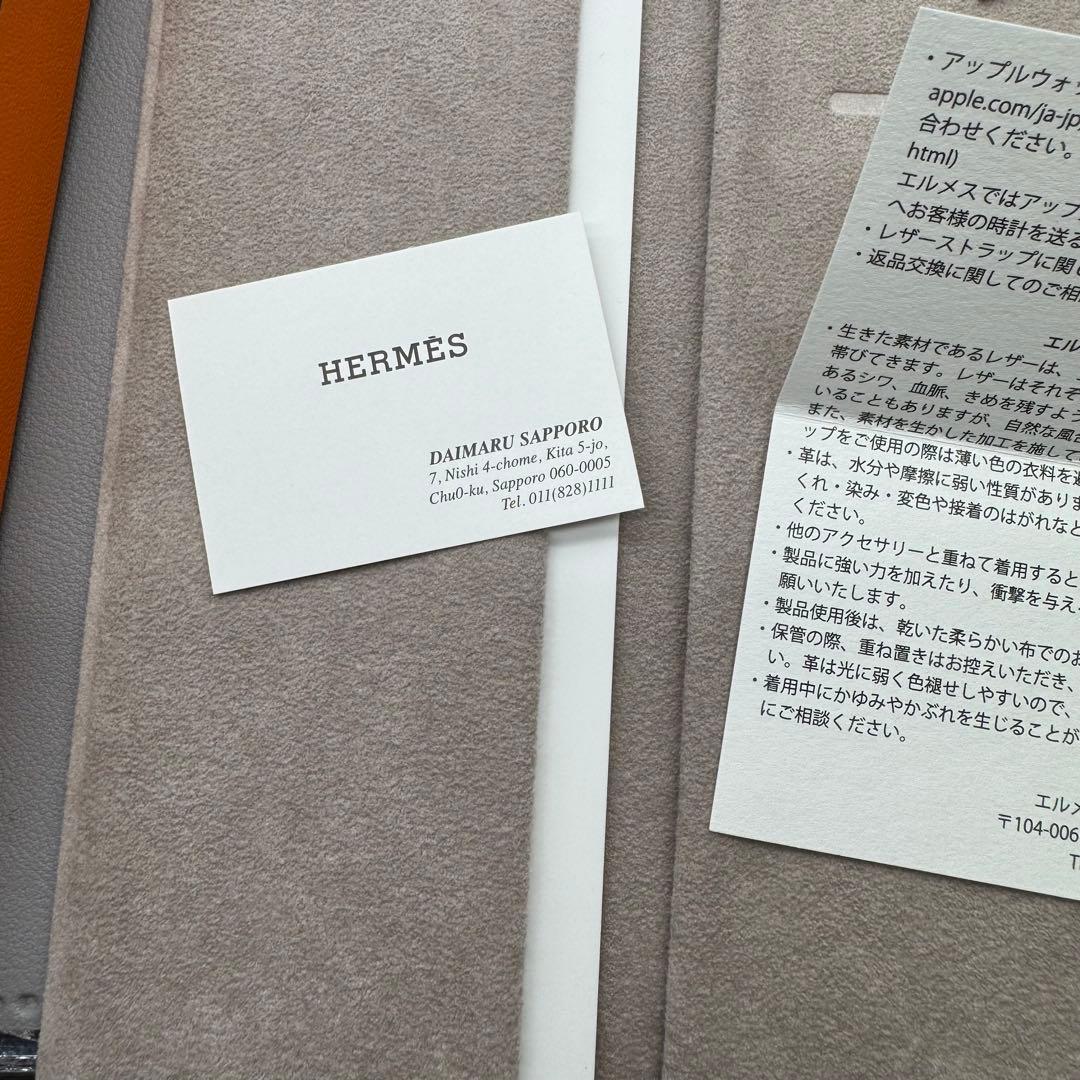 HERMÈS
DAIMARU SAPPORO
7, Nishi 4-chome, Kita 5-jo,
Chu0-ku, Sapporo 060-0005
Tel. 011(828)1111
・アップルウォッ
apple.com/ja-jp
合わせください。
html)
エルメスではアップ
へお客様の時計を送る
・レザーストラップに関し
・返品交換に関してのご相
エル
・生きた素材であるレザーは、
帯びてきます。レザーはそれぞ
あるシワ、血脈、きめを残すよう
いることもありますが、自然な風合
また、素材を生かした加工を施して
ップをご使用の際は薄い色の衣料を避
・革は、水分や摩擦に弱い性質がありま
くれ・染み・変色や接着のはがれなど
ください。
・他のアクセサリーと重ねて着用すると
・製品に強い力を加えたり、衝撃を与え
願いいたします。
・製品使用後は、乾いた柔らかい布でのお
・保管の際、重ね置きはお控えいただき、
い。革は光に弱く色褪せしやすいので、
・着用中にかゆみやかぶれを生じることが
にご相談ください。
エルメ
〒104-006
T